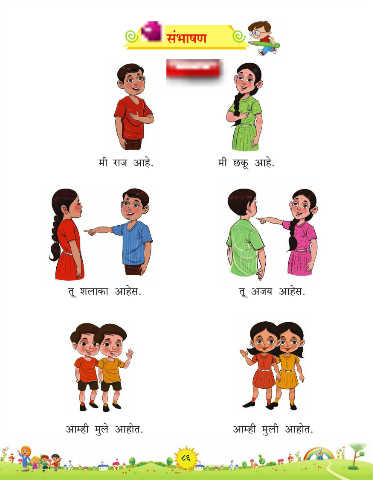 संभाषण
मी राज आहे.
मी छकू आहे.
तू शलाका आहेस.
तू अजय आहेस.
आम्ही मुले आहोत.
आम्ही मुली आहोत.
८६